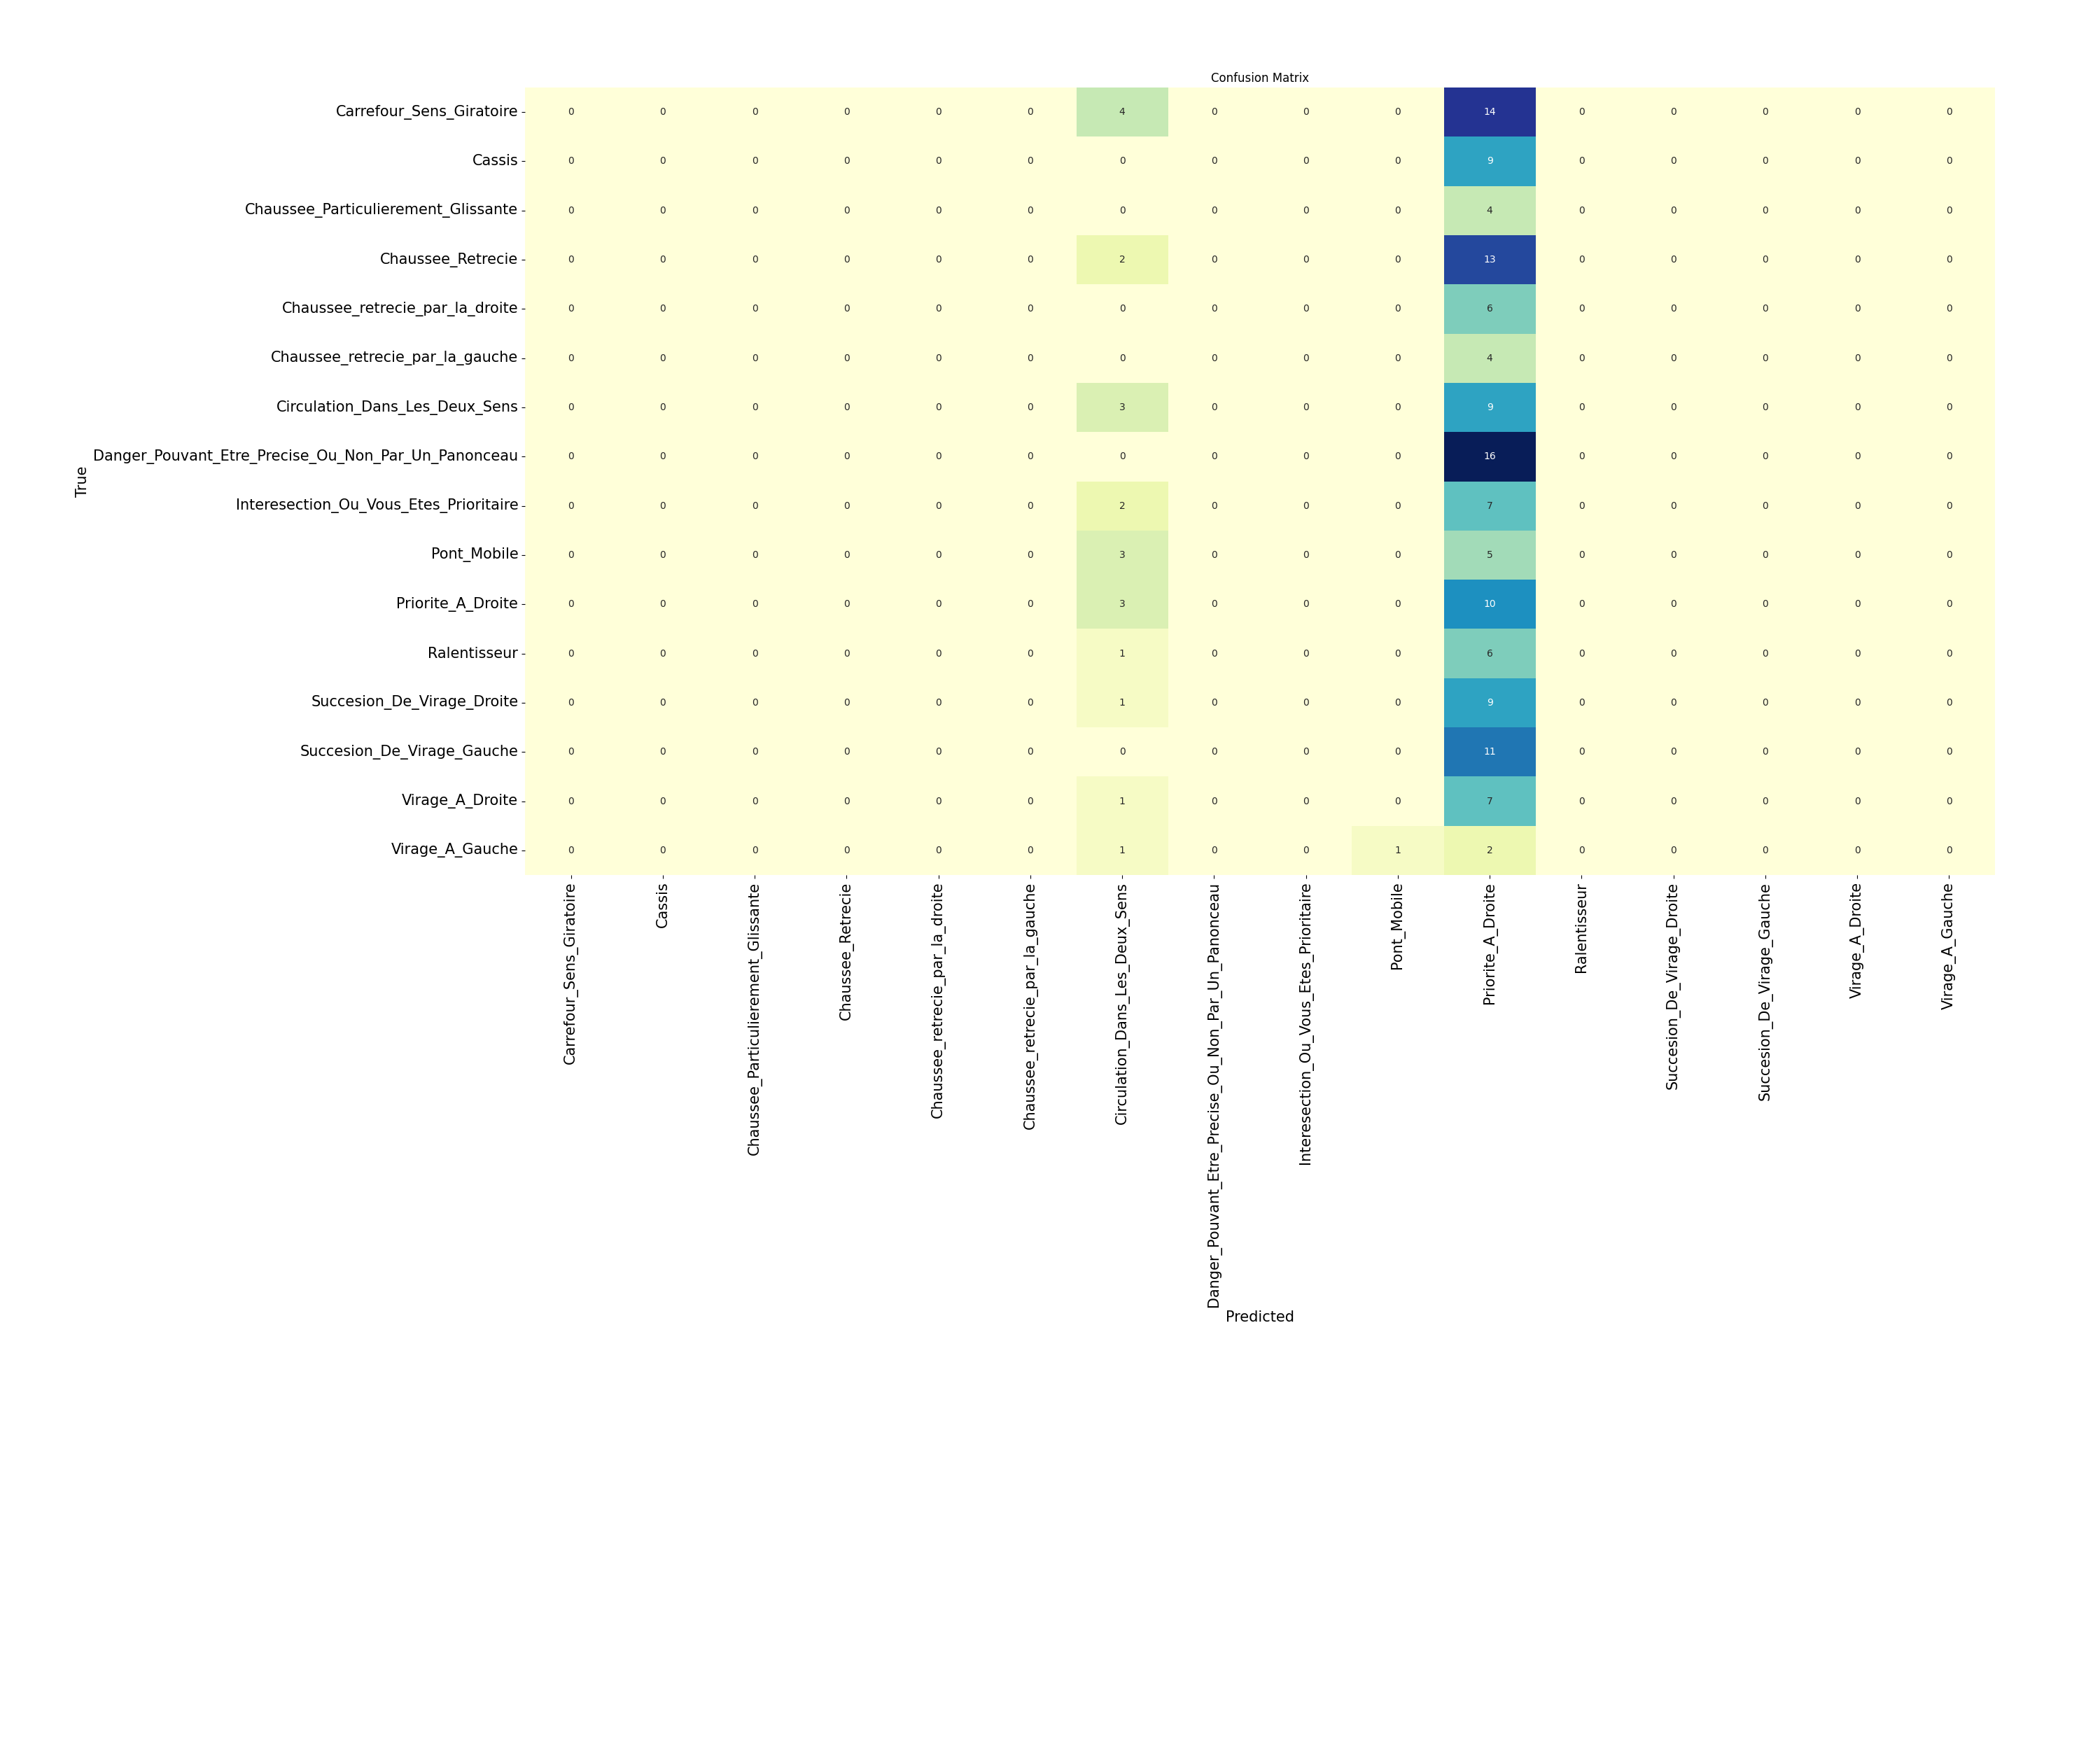 Confusion Matrix
Carrefour_Sens_Giratoire 0 0 0 0 0 0 4 0 0 0 14 0 0 0 0 0
Cassis 0 0 0 0 0 0 0 0 0 0 9 0 0 0 0 0
Chaussee_Particulierement_Glissante 0 0 0 0 0 0 0 0 0 0 4 0 0 0 0 0
Chaussee_Retrecie 0 0 0 0 0 0 2 0 0 0 13 0 0 0 0 0
Chaussee_retrecie_par_la_droite 0 0 0 0 0 0 0 0 0 0 6 0 0 0 0 0
Chaussee_retrecie_par_la_gauche 0 0 0 0 0 0 0 0 0 0 4 0 0 0 0 0
Circulation_Dans_Les_Deux_Sens 0 0 0 0 0 0 3 0 0 0 9 0 0 0 0 0
Danger_Pouvant_Etre_Precise_Ou_Non_Par_Un_Panonceau 0 0 0 0 0 0 0 0 0 0 16 0 0 0 0 0
True
Interesection_Ou_Vous_Etes_Prioritaire 0 0 0 0 0 0 2 0 0 0 7 0 0 0 0 0
Pont_Mobile 0 0 0 0 0 0 3 0 0 0 5 0 0 0 0 0
Priorite_A_Droite 0 0 0 0 0 0 3 0 0 0 10 0 0 0 0 0
Ralentisseur 0 0 0 0 0 0 1 0 0 0 6 0 0 0 0 0
Succesion_De_Virage_Droite 0 0 0 0 0 0 1 0 0 0 9 0 0 0 0 0
Succesion_De_Virage_Gauche 0 0 0 0 0 0 0 0 0 0 11 0 0 0 0 0
Virage_A_Droite 0 0 0 0 0 0 1 0 0 0 7 0 0 0 0 0
Virage_A_Gauche 0 0 0 0 0 0 1 0 0 1 2 0 0 0 0 0
Carrefour_Sens_Giratoire
Cassis
Chaussee_Particulierement_Glissante
Chaussee_Retrecie
Chaussee_retrecie_par_la_droite
Chaussee_retrecie_par_la_gauche
Circulation_Dans_Les_Deux_Sens
Danger_Pouvant_Etre_Precise_Ou_Non_Par_Un_Panonceau
Interesection_Ou_Vous_Etes_Prioritaire
Pont_Mobile
Priorite_A_Droite
Ralentisseur
Succesion_De_Virage_Droite
Succesion_De_Virage_Gauche
Virage_A_Droite
Virage_A_Gauche
Predicted